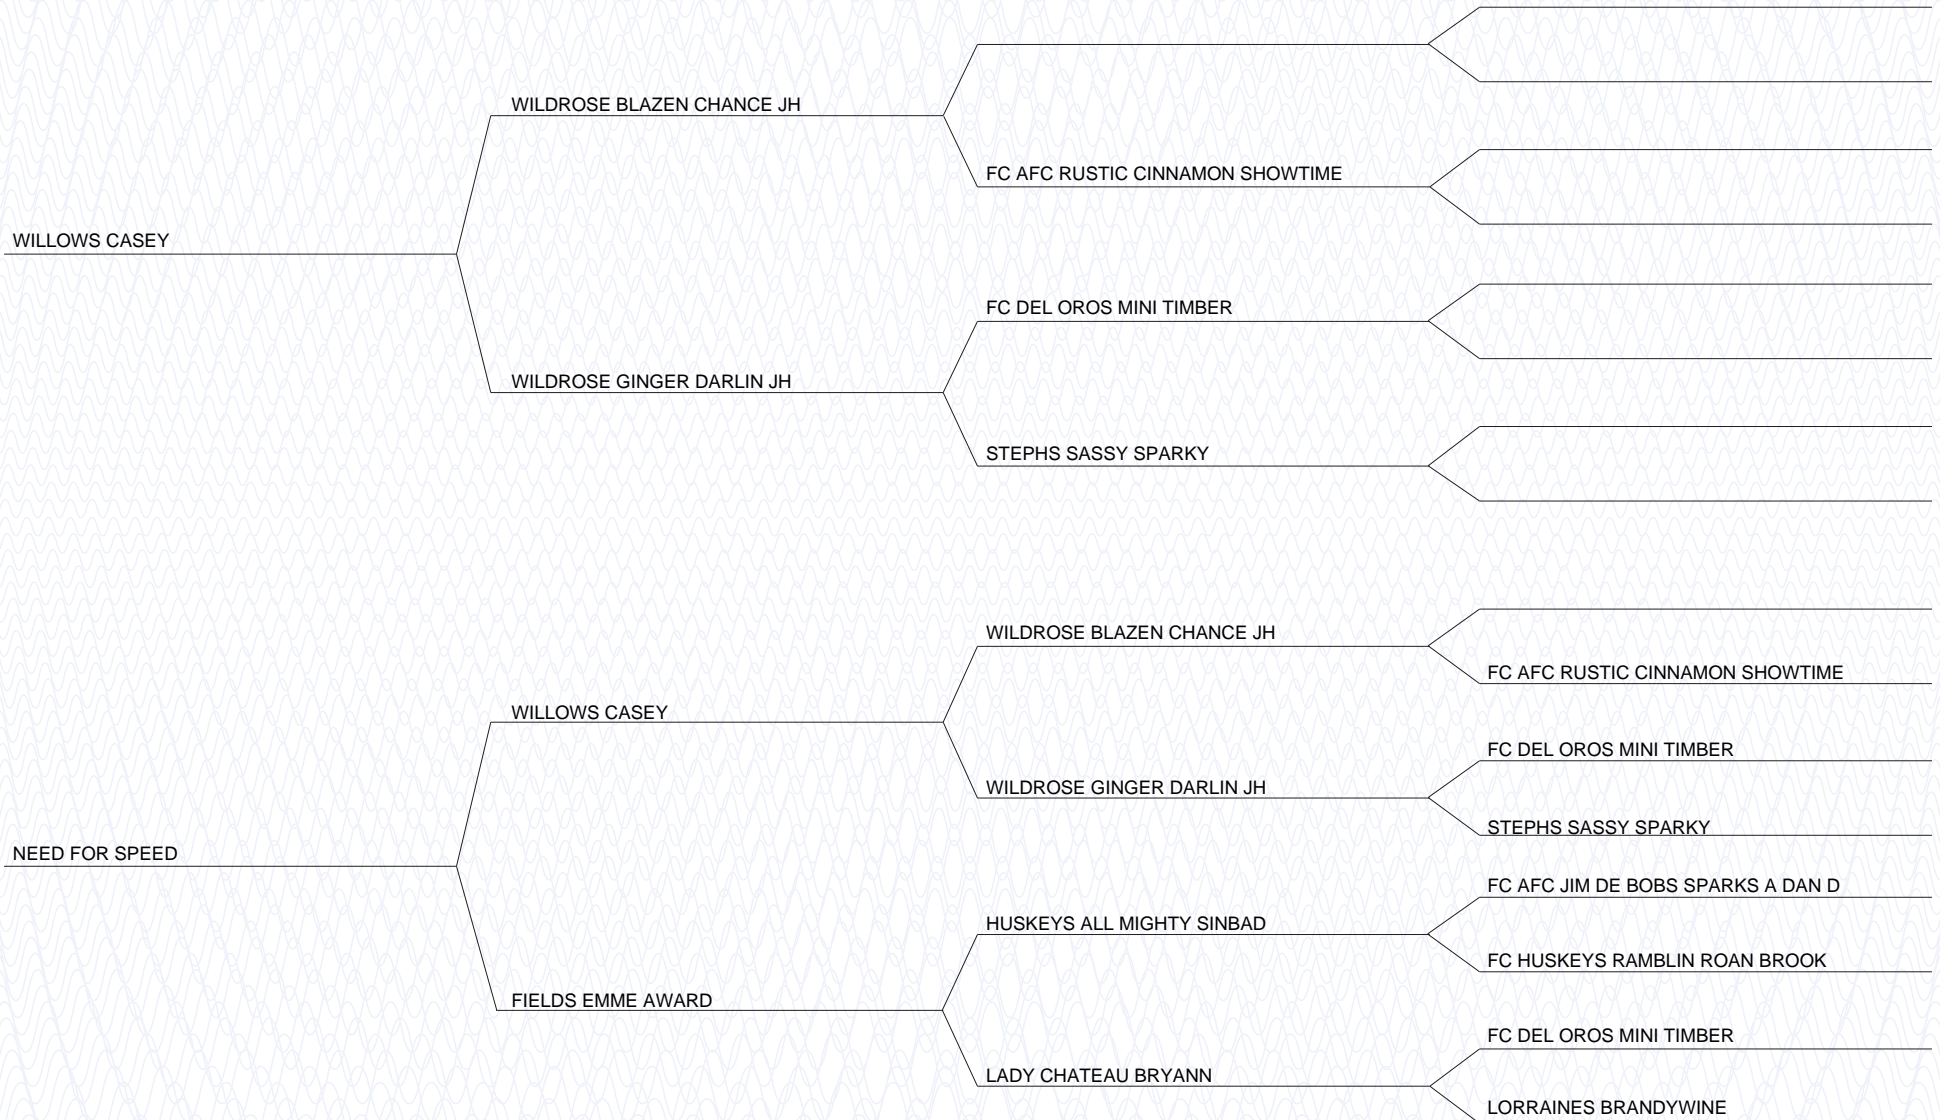 WILDROSE BLAZEN CHANCE JH
FC AFC RUSTIC CINNAMON SHOWTIME
WILLOWS CASEY
FC DEL OROS MINI TIMBER
WILDROSE GINGER DARLIN JH
STEPHS SASSY SPARKY
WILDROSE BLAZEN CHANCE JH
FC AFC RUSTIC CINNAMON SHOWTIME
WILLOWS CASEY
FC DEL OROS MINI TIMBER
WILDROSE GINGER DARLIN JH
STEPHS SASSY SPARKY
NEED FOR SPEED
FC AFC JIM DE BOBS SPARKS A DAN D
HUSKEYS ALL MIGHTY SINBAD
FC HUSKEYS RAMBLIN ROAN BROOK
FIELDS EMME AWARD
FC DEL OROS MINI TIMBER
LADY CHATEAU BRYANN
LORRAINES BRANDYWINE